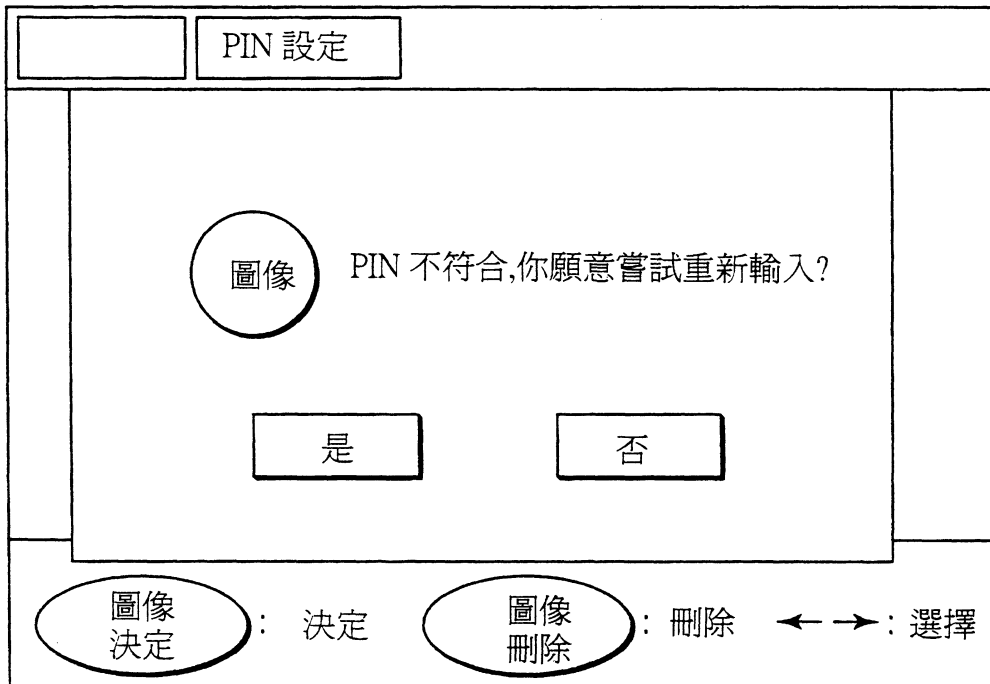 PIN 設定
圖像 PIN 不符合,你願意嘗試重新輸入?
是 否
圖像 圖像
決定 : 決定 刪除 : 刪除 ←→ : 選擇